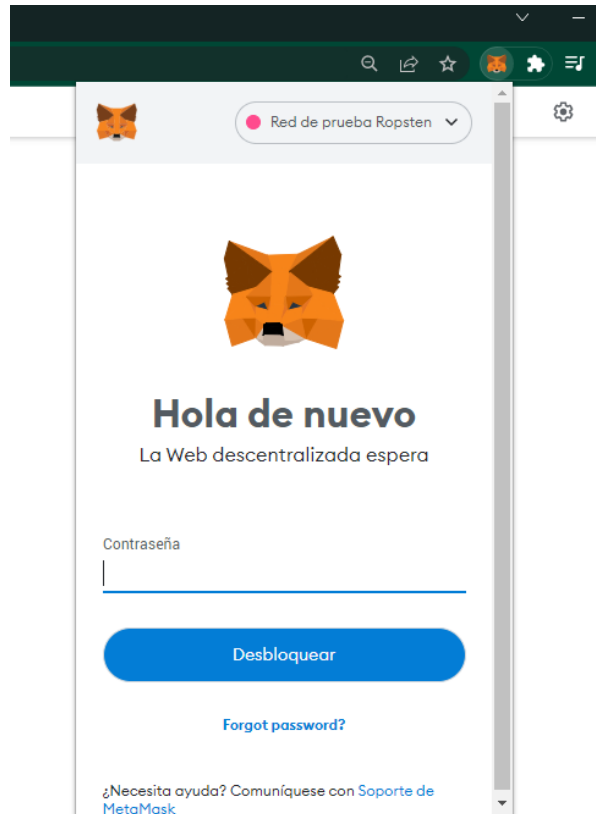 Red de prueba Ropsten
Hola de nuevo
La Web descentralizada espera
Contraseña
Desbloquear
Forgot password?
¿Necesita ayuda? Comuníquese con Soporte de
MetaMask